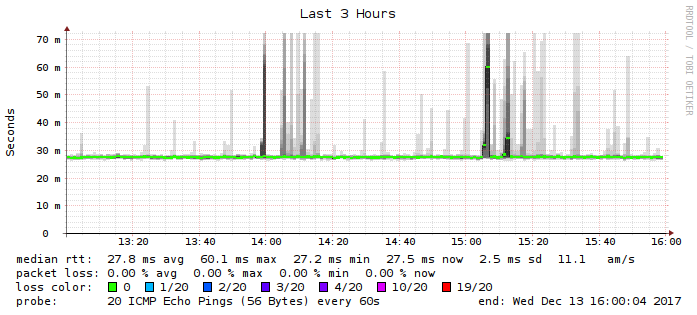 Last 3 Hours
RRDTOOL / TOBI OETIKER
Seconds
70 m
60 m
50 m
40 m
30 m
20 m
10 m
0
13:20 13:40 14:00 14:20 14:40 15:00 15:20 15:40 16:00
median rtt: 27.8 ms avg 60.1 ms max 27.2 ms min 27.5 ms now 2.5 ms sd 11.1 am/s
packet loss: 0.00 % avg 0.00 % max 0.00 % min 0.00 % now
loss color: 0 1/20 2/20 3/20 4/20 10/20 19/20
probe: 20 ICMP Echo Pings (56 Bytes) every 60s end: Wed Dec 13 16:00:04 2017